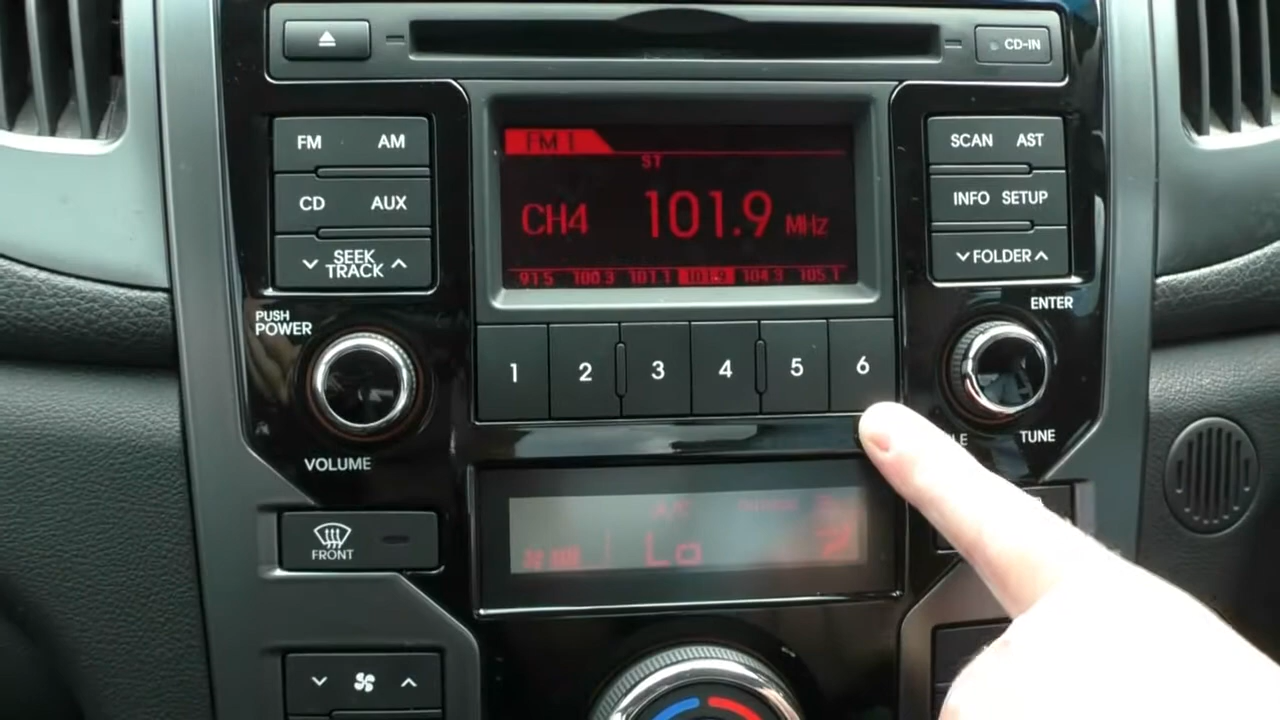 CD-IN
FM AM
CD AUX
SEEK
TRACK
PUSH
POWER
VOLUME
FM 1
ST
CH4 101.9 MHz
91.5 100.3 101.1 101.9 104.3 105.1
1 2 3 4 5 6
SCAN AST
INFO SETUP
FOLDER
ENTER
TUNE
FRONT
Lo